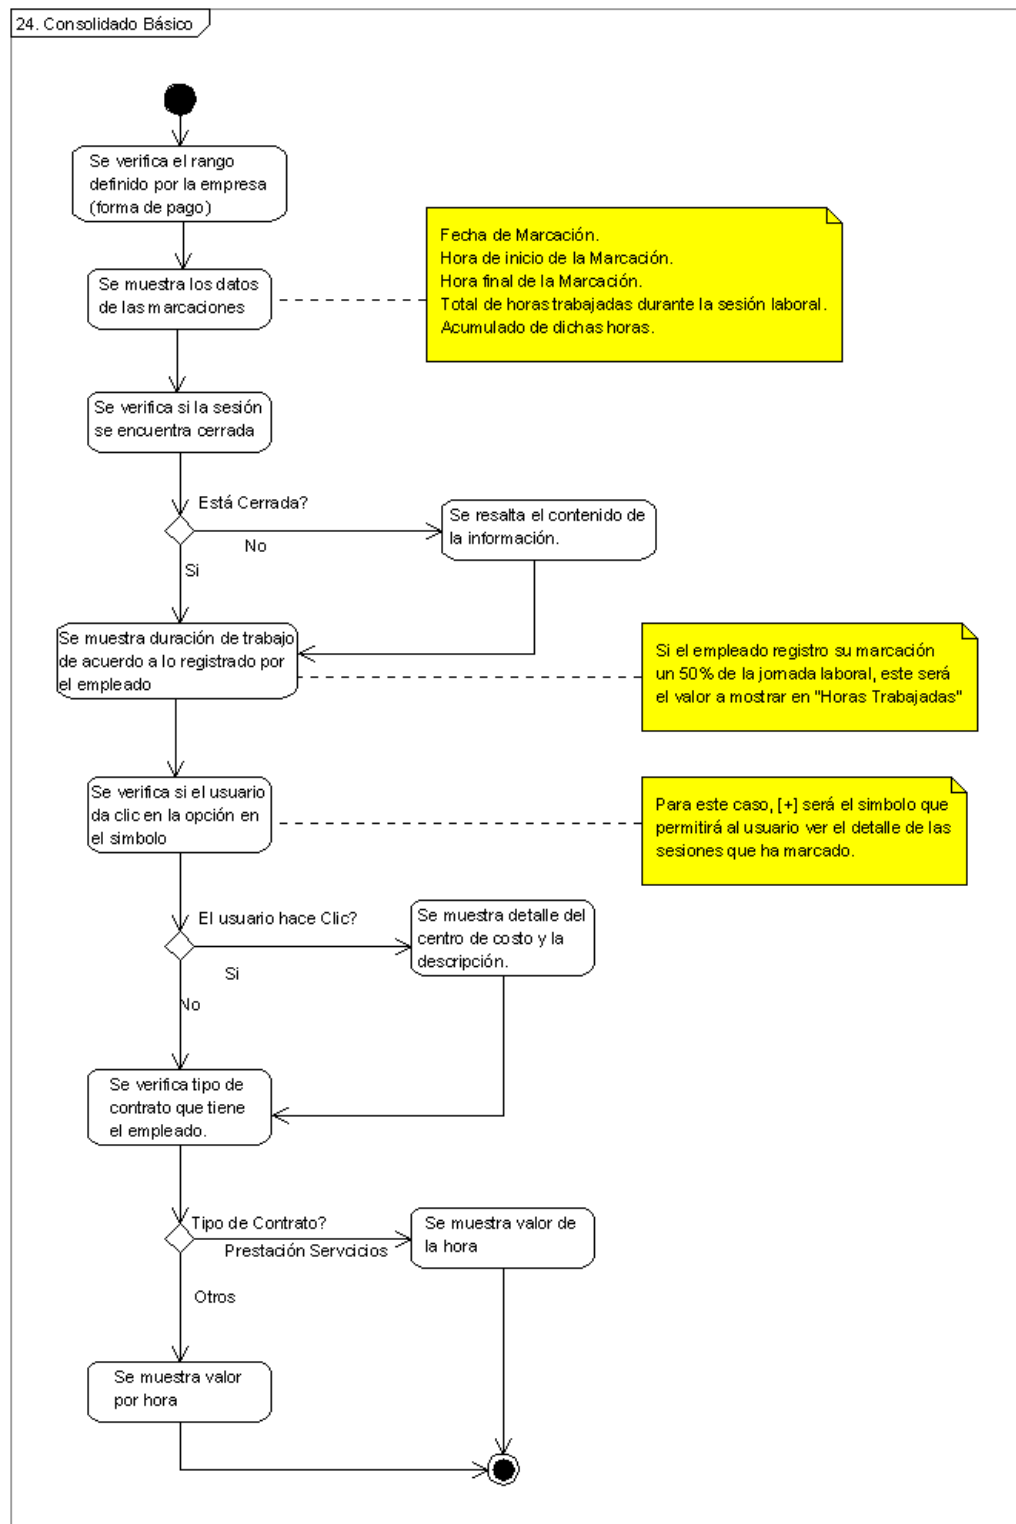 24. Consolidado Básico
Se verifica el rango
definido por la empresa
(forma de pago)
Fecha de Marcación.
Hora de inicio de la Marcación.
Hora final de la Marcación.
Total de horas trabajadas durante la sesión laboral.
Acumulado de dichas horas.
Se muestra los datos
de las marcaciones
Se verifica si la sesión
se encuentra cerrada
Está Cerrada?
No
Si
Se resalta el contenido de
la información.
Se muestra duración de trabajo
de acuerdo a lo registrado por
el empleado
Si el empleado registro su marcación
un 50% de la jornada laboral, este será
el valor a mostrar en "Horas Trabajadas"
Se verifica si el usuario
da clic en la opción en
el simbolo
Para este caso, [+] será el simbolo que
permitirá al usuario ver el detalle de las
sesiones que ha marcado.
El usuario hace Clic?
Si
No
Se muestra detalle del
centro de costo y la
descripción.
Se verifica tipo de
contrato que tiene
el empleado.
Tipo de Contrato?
Prestación Servcicios
Otros
Se muestra valor de
la hora
Se muestra valor
por hora